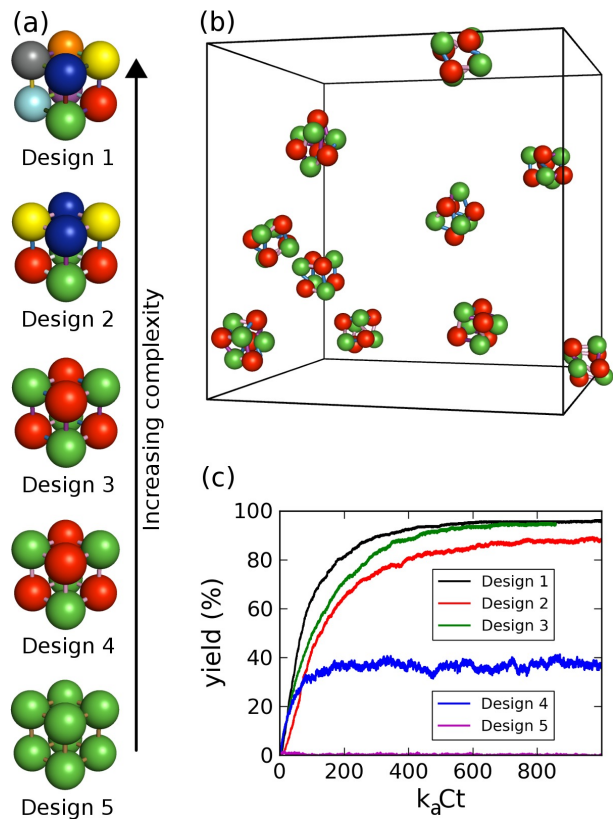 (a)
Design 1
Design 2
Design 3
Design 4
Design 5
Increasing complexity
(b)
(c)
yield (%)
100
80
60
40
20
0
0 200 400 600 800
kₐCt
Design 1
Design 2
Design 3
Design 4
Design 5